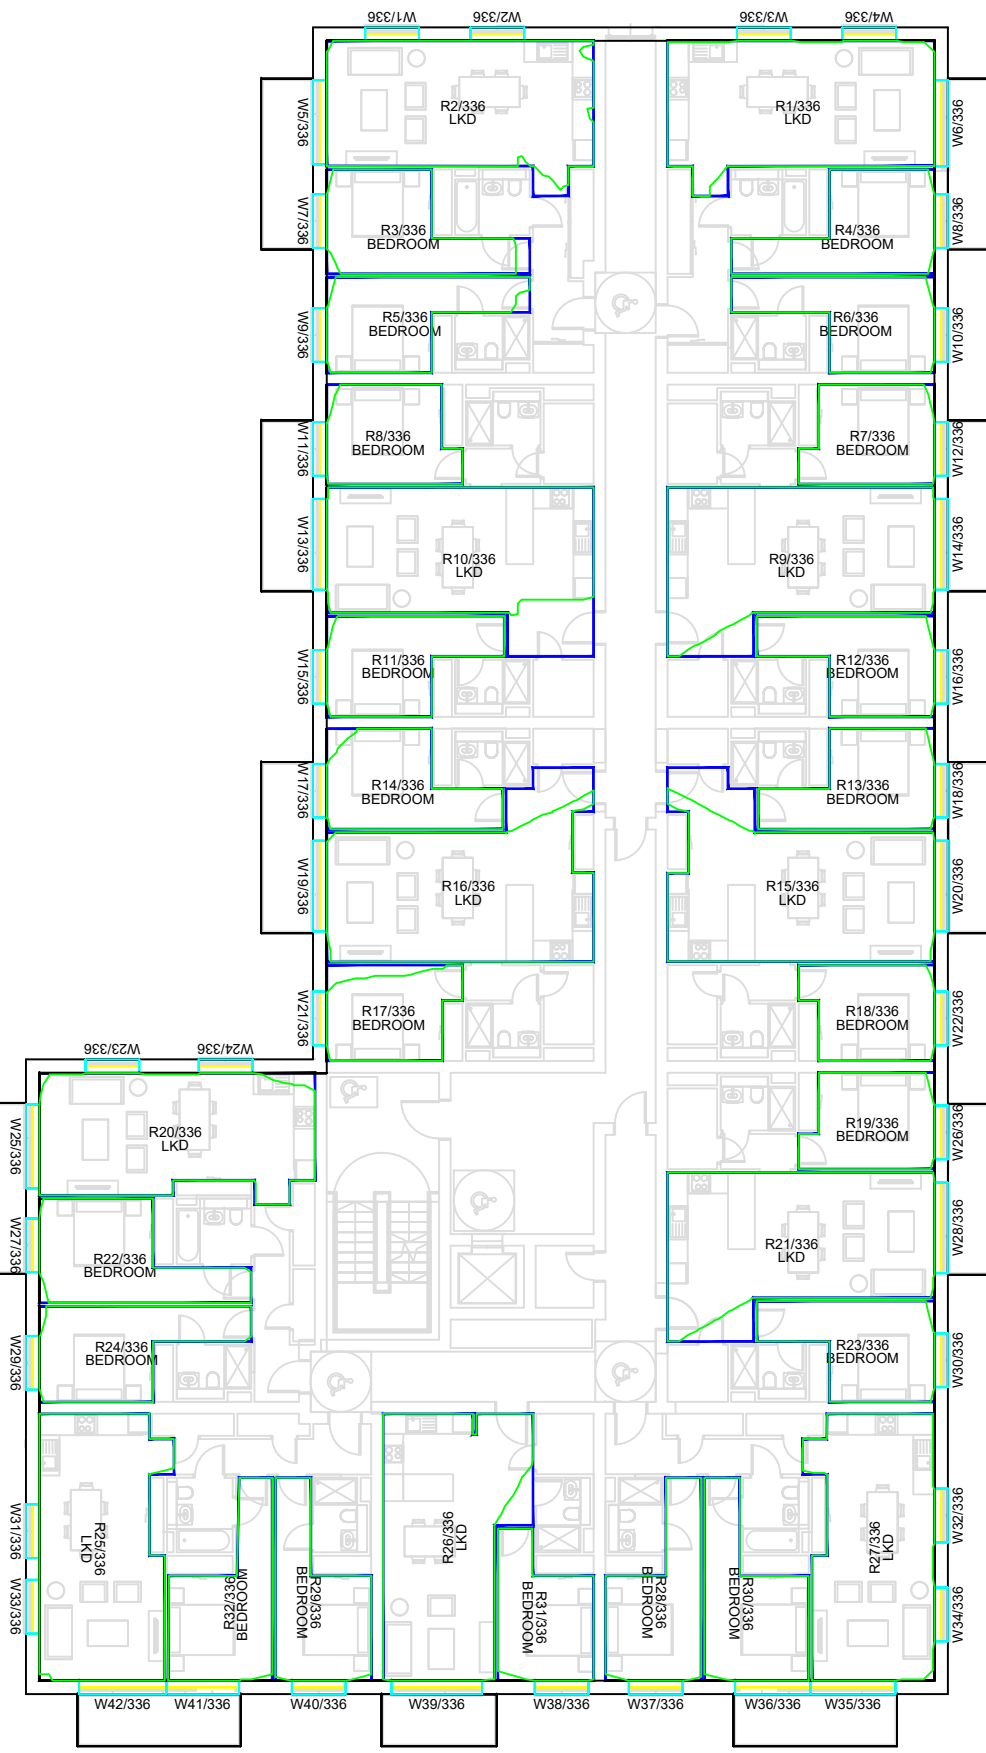 W1/336
W2/336
W3/336
W4/336
W5/336
R2/336
LKD
R1/336
LKD
W6/336
W7/336
R3/336
BEDROOM
R4/336
BEDROOM
W8/336
W9/336
R5/336
BEDROOM
R6/336
BEDROOM
W10/336
W11/336
R8/336
BEDROOM
R7/336
BEDROOM
W12/336
W13/336
R10/336
LKD
R9/336
LKD
W14/336
W15/336
R11/336
BEDROOM
R12/336
BEDROOM
W16/336
W17/336
R14/336
BEDROOM
R13/336
BEDROOM
W18/336
W19/336
R16/336
LKD
R15/336
LKD
W20/336
W21/336
R17/336
BEDROOM
R18/336
BEDROOM
W22/336
W23/336
W24/336
W25/336
R20/336
LKD
R19/336
BEDROOM
W26/336
W27/336
R22/336
BEDROOM
R21/336
LKD
W28/336
W29/336
R24/336
BEDROOM
R23/336
BEDROOM
W30/336
W31/336
R25/336
LKD
R26/336
LKD
R27/336
LKD
W32/336
W33/336
R32/336
BEDROOM
R29/336
BEDROOM
R31/336
BEDROOM
R28/336
BEDROOM
R30/336
BEDROOM
W34/336
W42/336
W41/336
W40/336
W39/336
W38/336
W37/336
W36/336
W35/336